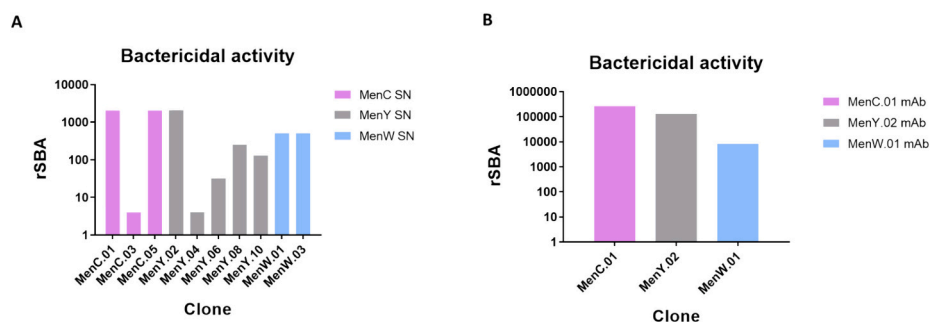 A
Bactericidal activity
rSBA
10000
1000
100
10
1
MenC.01
MenC.03
MenC.05
MenY.02
MenY.04
MenY.06
MenY.08
MenY.10
MenW.01
MenW.03
Clone
MenC SN
MenY SN
MenW SN
B
Bactericidal activity
rSBA
1000000
100000
10000
1000
100
10
1
MenC.01
MenY.02
MenW.01
Clone
MenC.01 mAb
MenY.02 mAb
MenW.01 mAb